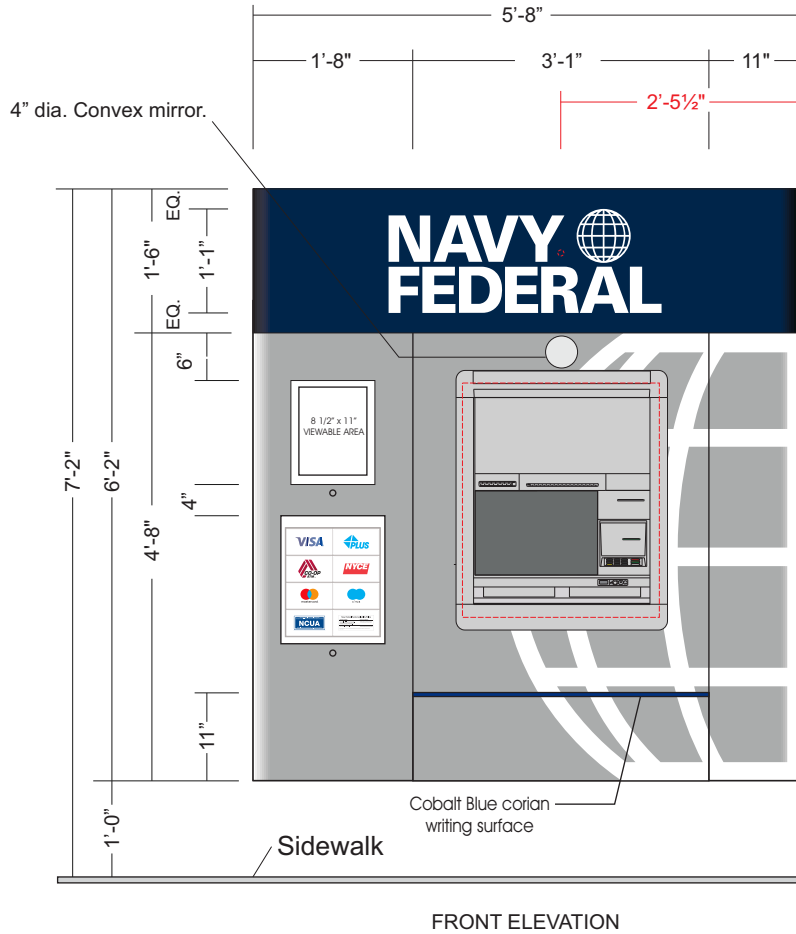 5'-8"
1'-8"
3'-1"
11"
2'-5½"
4” dia. Convex mirror.
EQ.
1'-6"
1'-1"
EQ.
NAVY
FEDERAL
6”
8 1/2" x 11"
VIEWABLE AREA
7'-2"
6'-2"
4”
4'-8"
VISA
PLUS
CO-OP
NYCE
NCUA
11”
Cobalt Blue corian
writing surface
1’-0”
Sidewalk
FRONT ELEVATION